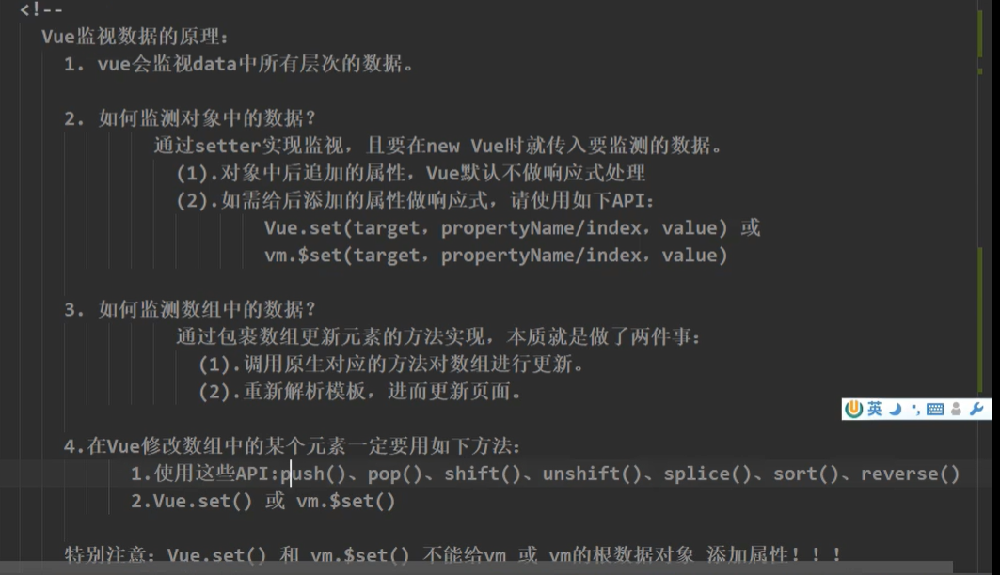 <!--
Vue监视数据的原理：
1. vue会监视data中所有层次的数据。
2. 如何监测对象中的数据？
通过setter实现监视，且要在new Vue时就传入要监测的数据。
(1).对象中后追加的属性，Vue默认不做响应式处理
(2).如需给后添加的属性做响应式，请使用如下API：
Vue.set(target，propertyName/index，value) 或
vm.$set(target，propertyName/index，value)
3. 如何监测数组中的数据？
通过包裹数组更新元素的方法实现，本质就是做了两件事：
(1).调用原生对应的方法对数组进行更新。
(2).重新解析模板，进而更新页面。
英
4.在Vue修改数组中的某个元素一定要用如下方法：
1.使用这些API:push()、pop()、shift()、unshift()、splice()、sort()、reverse()
2.Vue.set() 或 vm.$set()
特别注意：Vue.set() 和 vm.$set() 不能给vm 或 vm的根数据对象 添加属性！！！